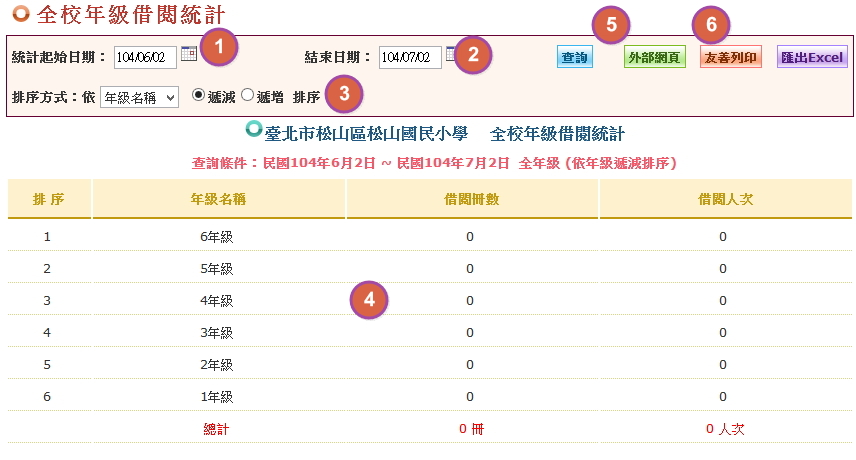 全校年級借閱統計
統計起始日期： 104/06/02 1 結束日期： 104/07/02 2 查詢 5 外部網頁 6 友善列印 匯出Excel
排序方式：依 年級名稱 遞減 遞增 排序 3
臺北市松山區松山國民小學 全校年級借閱統計
查詢條件：民國104年6月2日 ~ 民國104年7月2日 全年級 (依年級遞減排序)
排 序 年級名稱 借閱冊數 借閱人次
1 6年級 0 0
2 5年級 0 0
3 4年級 4 0 0
4 3年級 0 0
5 2年級 0 0
6 1年級 0 0
總計 0 冊 0 人次